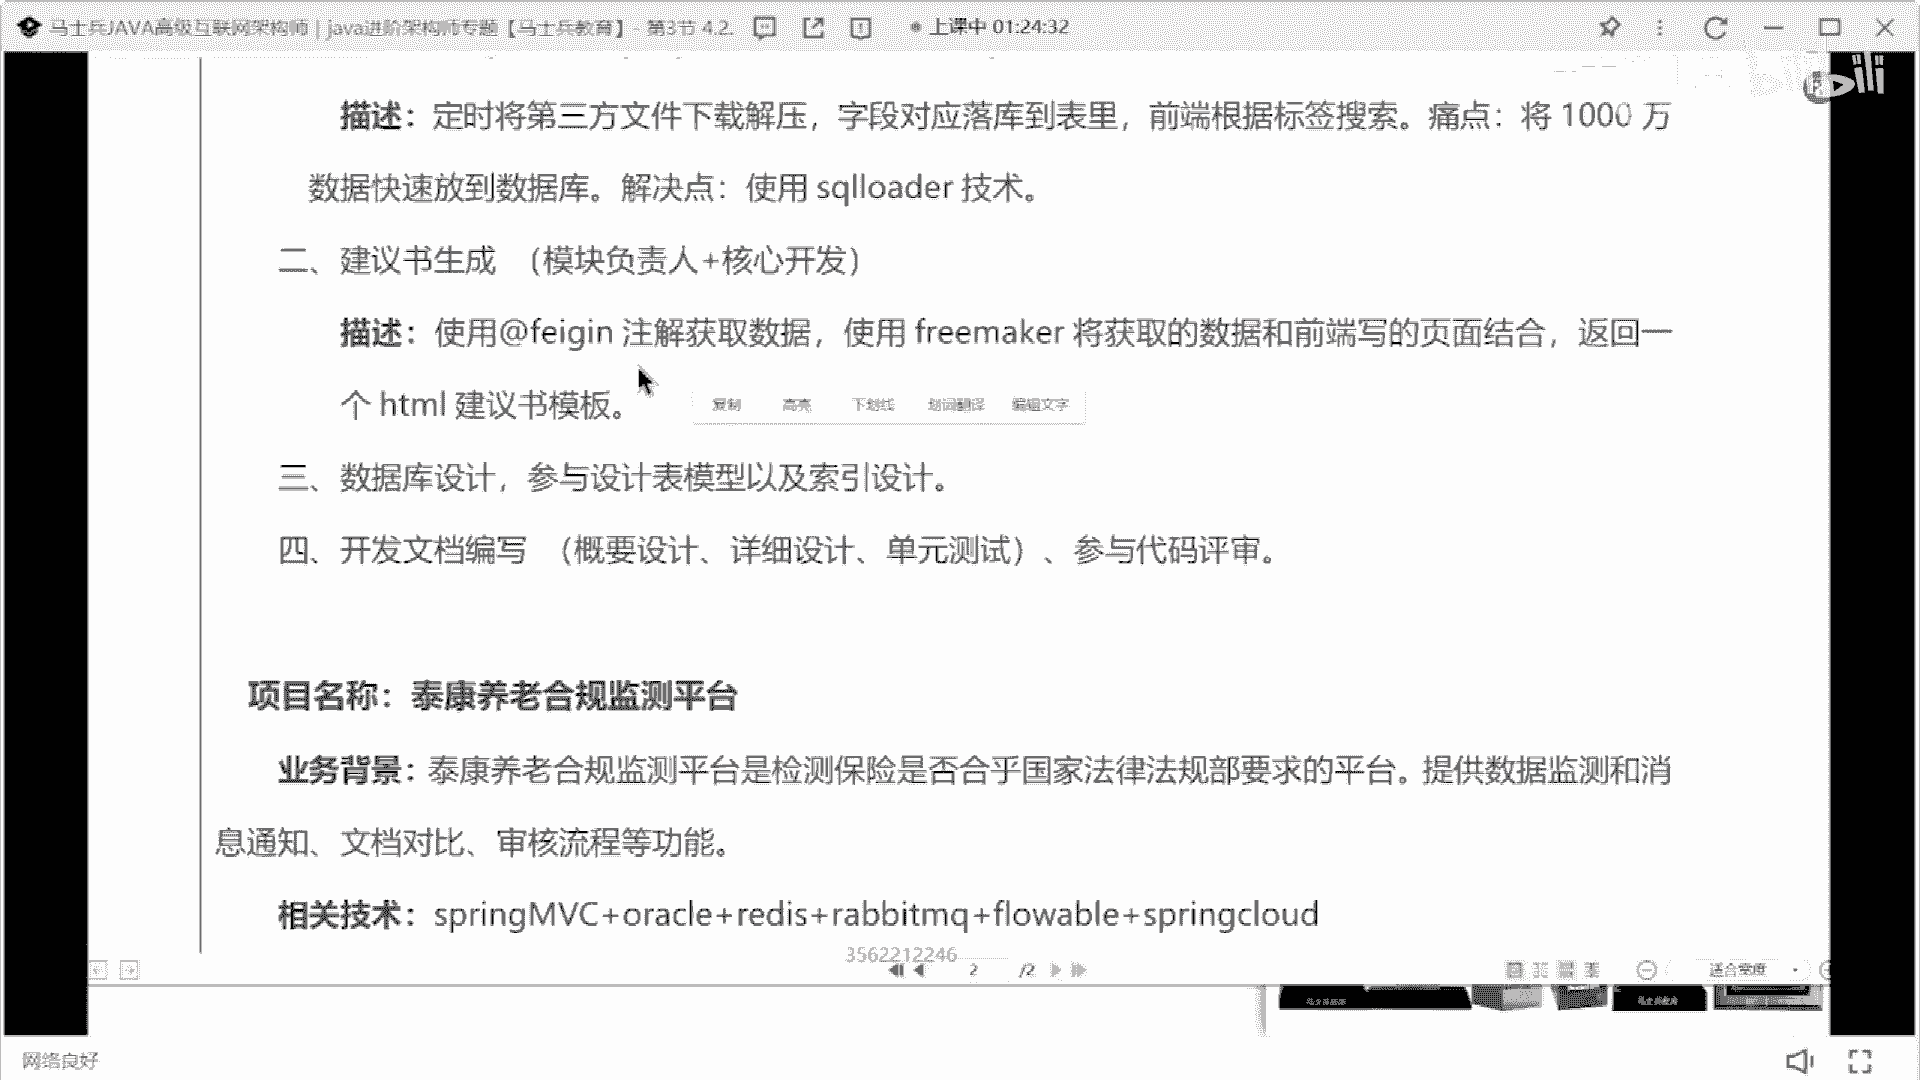 马士兵JAVA高级互联网架构师 | java进阶架构师专题【马士兵教育】 - 第3节 4.2.
上课中 01:24:32
描述：定时将第三方文件下载解压，字段对应落库到表里，前端根据标签搜索。痛点：将 1000 万
数据快速放到数据库。解决点：使用 sqlloader 技术。
二、建议书生成 （模块负责人+核心开发）
描述：使用@feigin 注解获取数据，使用 freemaker 将获取的数据和前端写的页面结合，返回一
个 html 建议书模板。
复制 高亮 下划线 划词翻译 编辑文字
三、数据库设计，参与设计表模型以及索引设计。
四、开发文档编写 （概要设计、详细设计、单元测试）、参与代码评审。
项目名称：泰康养老合规监测平台
业务背景：泰康养老合规监测平台是检测保险是否合乎国家法律法规部要求的平台。提供数据监测和消
息通知、文档对比、审核流程等功能。
相关技术：springMVC+oracle+redis+rabbitmq+flowable+springcloud
3562212246
2 /2
适合宽度
网络良好